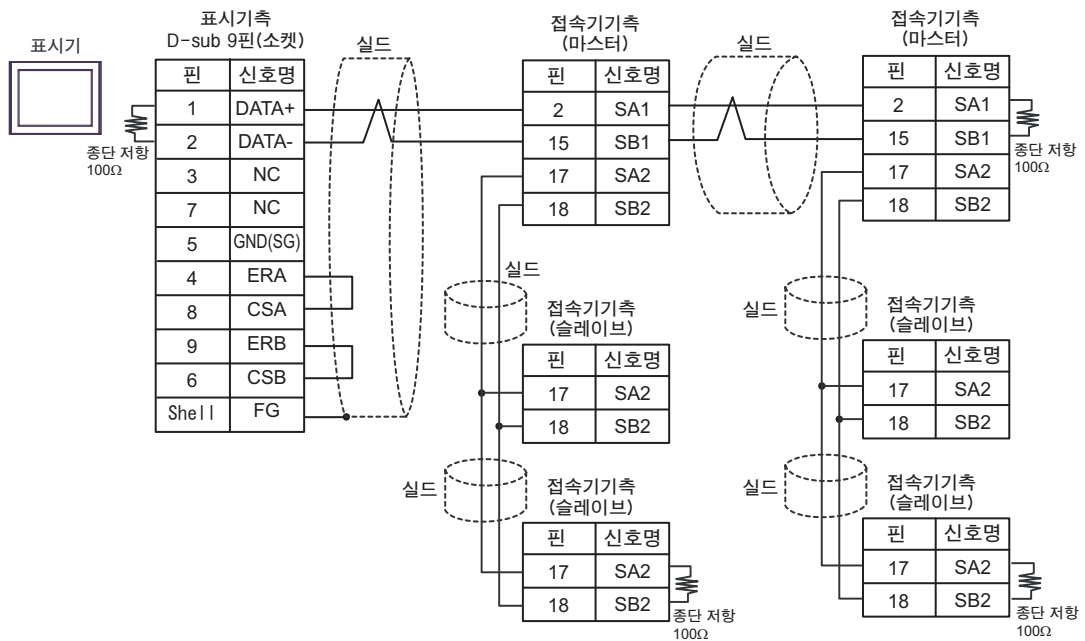 표시기
표시기측
D-sub 9핀(소켓)
핀 신호명
1 DATA+
2 DATA-
3 NC
7 NC
5 GND(SG)
4 ERA
8 CSA
9 ERB
6 CSB
Shell FG
종단 저항
100Ω
실드
접속기기측
(마스터)
핀 신호명
2 SA1
15 SB1
17 SA2
18 SB2
실드
접속기기측
(마스터)
핀 신호명
2 SA1
15 SB1
17 SA2
18 SB2
종단 저항
100Ω
실드
접속기기측
(슬레이브)
핀 신호명
17 SA2
18 SB2
실드
접속기기측
(슬레이브)
핀 신호명
17 SA2
18 SB2
실드
접속기기측
(슬레이브)
핀 신호명
17 SA2
18 SB2
종단 저항
100Ω
실드
접속기기측
(슬레이브)
핀 신호명
17 SA2
18 SB2
종단 저항
100Ω